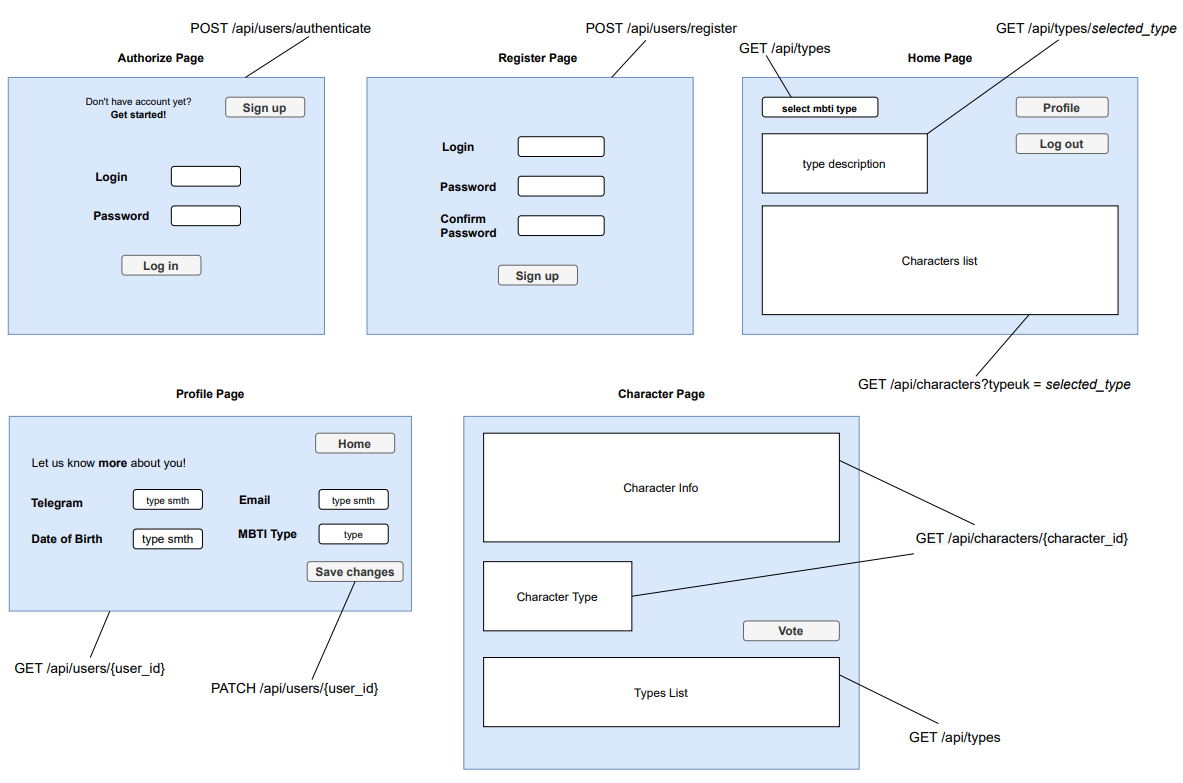 POST /api/users/authenticate
POST /api/users/register
GET /api/types
GET /api/types/selected_type
Authorize Page
Don't have account yet?
Get started!
Sign up
Login
Password
Log in
Register Page
Login
Password
Confirm
Password
Sign up
Home Page
select mbti type
Profile
Log out
type description
Characters list
GET /api/characters?typeuk = selected_type
Profile Page
Home
Let us know more about you!
Telegram
type smth
Email
type smth
Date of Birth
type smth
MBTI Type
type
Save changes
GET /api/users/{user_id}
PATCH /api/users/{user_id}
Character Page
Character Info
GET /api/characters/{character_id}
Character Type
Vote
Types List
GET /api/types